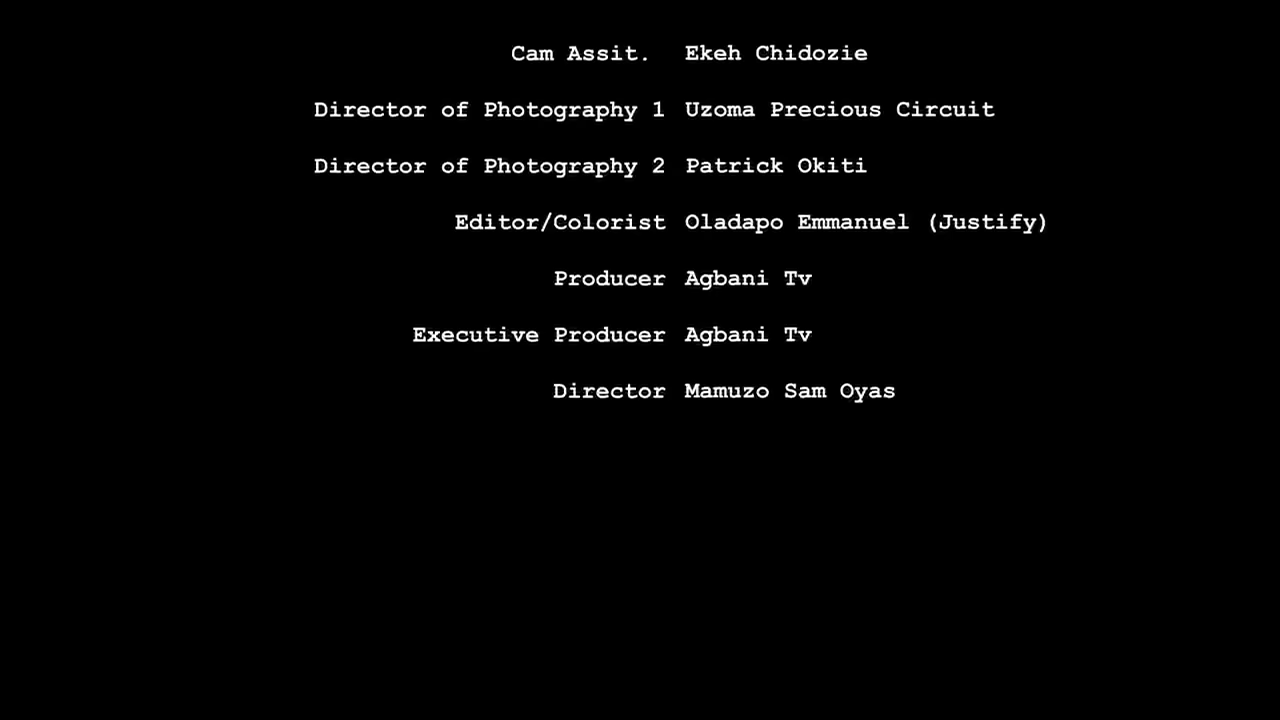 Cam Assit. Ekeh Chidozie
Director of Photography 1 Uzoma Precious Circuit
Director of Photography 2 Patrick Okiti
Editor/Colorist Oladapo Emmanuel (Justify)
Producer Agbani Tv
Executive Producer Agbani Tv
Director Mamuzo Sam Oyas